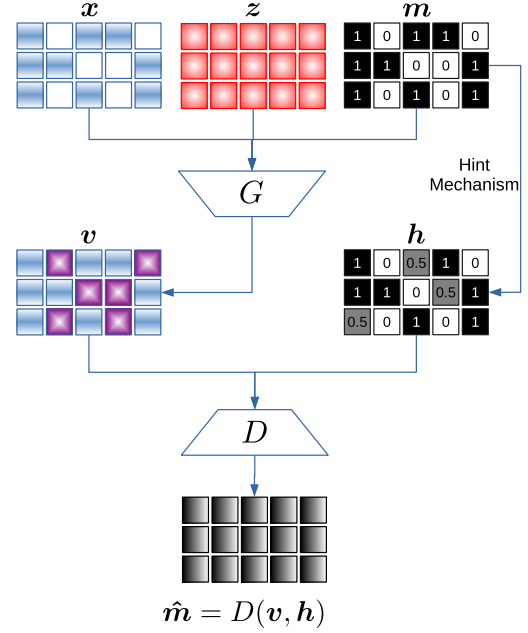 x z m
1 0 1 1 0
1 1 0 0 1
1 0 1 0 1
G
Hint
Mechanism
v h
1 0 0.5 1 0
1 1 0 0.5 1
0.5 0 1 0 1
D
m̂ = D(v, h)